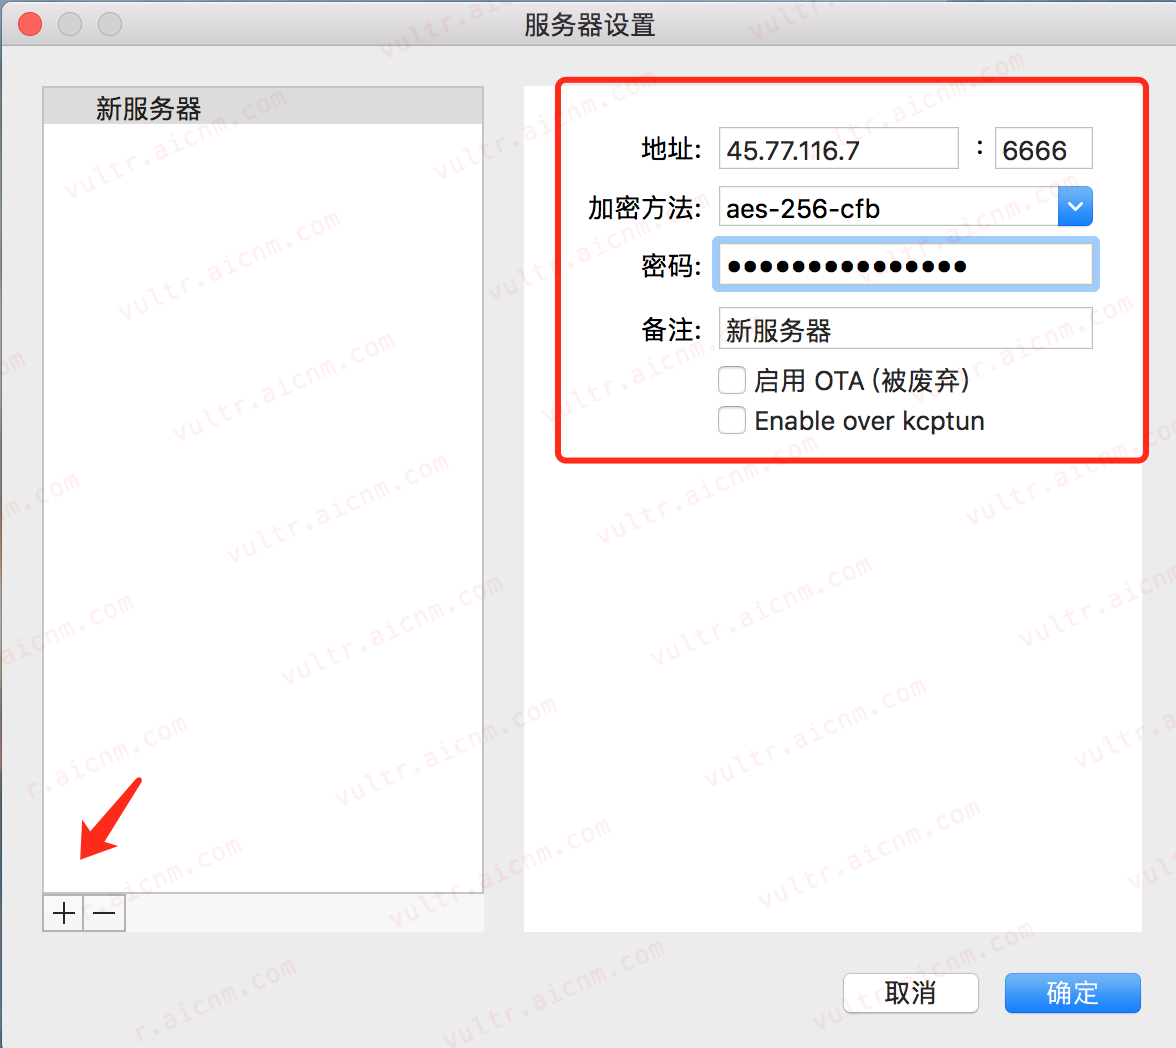 服务器设置
新服务器
地址: 45.77.116.7 : 6666
加密方法: aes-256-cfb
密码: ●●●●●●●●●●●●●●●
备注: 新服务器
启用 OTA (被废弃)
Enable over kcptun
取消 确定
vultr.aicnm.com